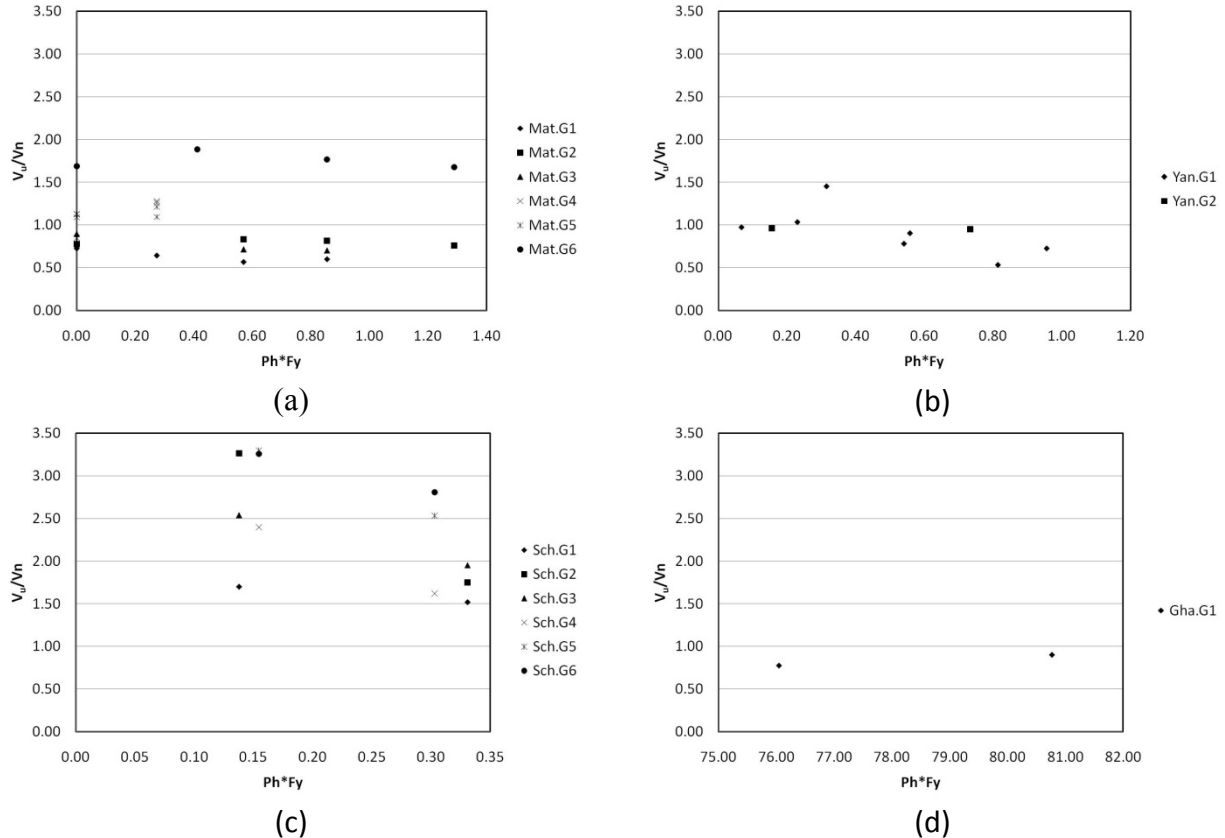 3.50
3.00
2.50
2.00
1.50
1.00
0.50
0.00
Vu/Vn
0.00 0.20 0.40 0.60 0.80 1.00 1.20 1.40
Ph*Fy
Mat.G1
Mat.G2
Mat.G3
Mat.G4
Mat.G5
Mat.G6
(a)
3.50
3.00
2.50
2.00
1.50
1.00
0.50
0.00
Vu/Vn
0.00 0.20 0.40 0.60 0.80 1.00 1.20
Ph*Fy
Yan.G1
Yan.G2
(b)
3.50
3.00
2.50
2.00
1.50
1.00
0.50
0.00
Vu/Vn
0.00 0.05 0.10 0.15 0.20 0.25 0.30 0.35
Ph*Fy
Sch.G1
Sch.G2
Sch.G3
Sch.G4
Sch.G5
Sch.G6
(c)
3.50
3.00
2.50
2.00
1.50
1.00
0.50
0.00
Vu/Vn
75.00 76.00 77.00 78.00 79.00 80.00 81.00 82.00
Ph*Fy
Gha.G1
(d)